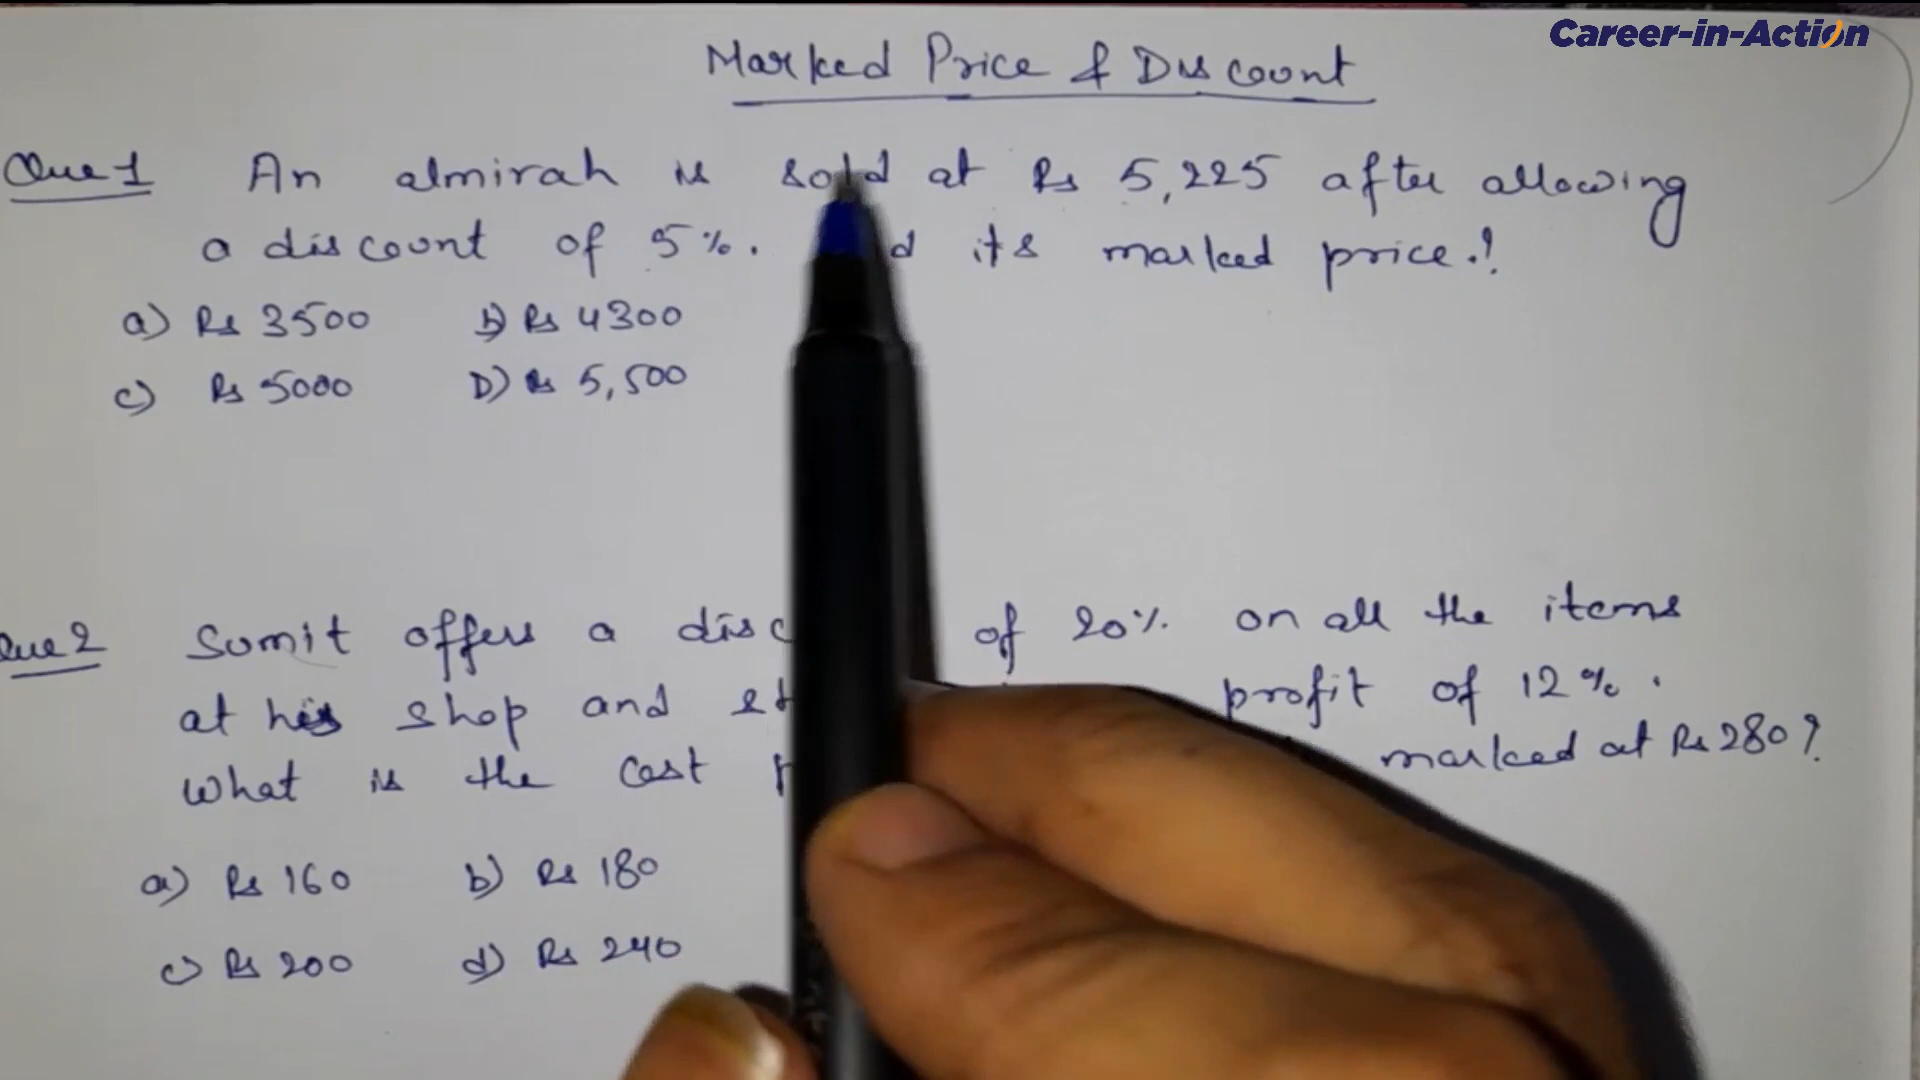 Career-in-Action
Marked Price & Discount
Que 1 An almirah is sold at Rs 5,225 after allowing
a discount of 5%. its marked price.!
a) Rs 3500 b) Rs 4300
c) Rs 5000 D) Rs 5,500
Que 2 Sumit offers a of 20% on all the items
at his shop and profit of 12%.
What is the cost marked at Rs 280?
a) Rs 160 b) Rs 180
c) Rs 200 d) Rs 240